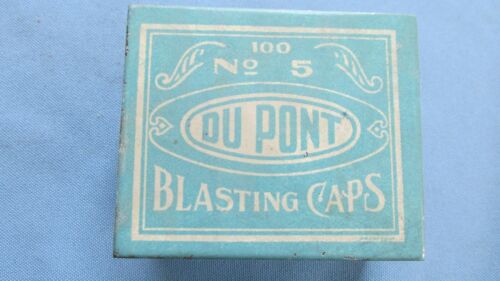 100
No 5
DU PONT
BLASTING CAPS